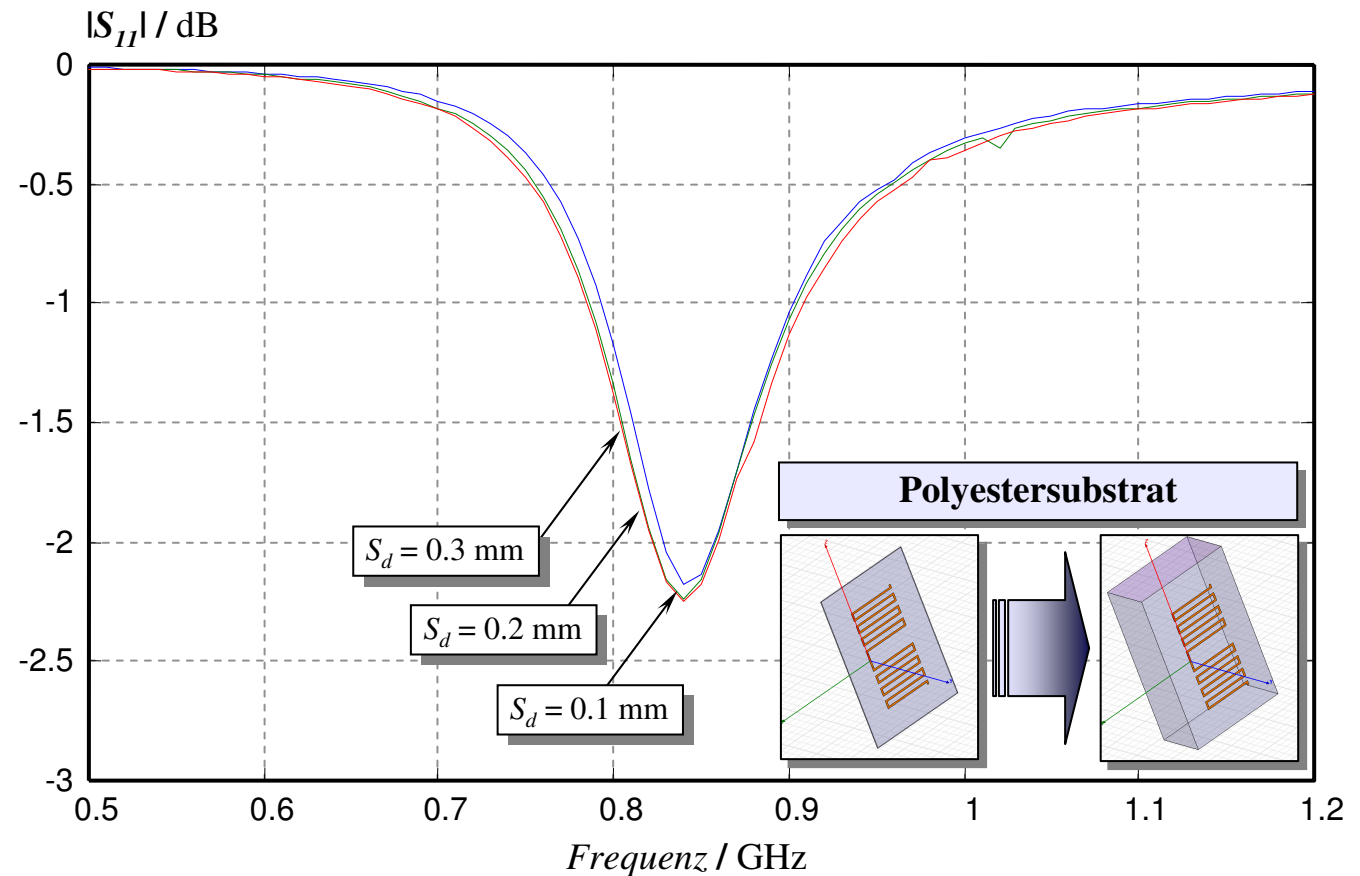 |S11| / dB
0
-0.5
-1
-1.5
-2
-2.5
-3
Sd = 0.3 mm
Sd = 0.2 mm
Sd = 0.1 mm
Polyestersubstrat
0.5 0.6 0.7 0.8 0.9 1 1.1 1.2
Frequenz / GHz